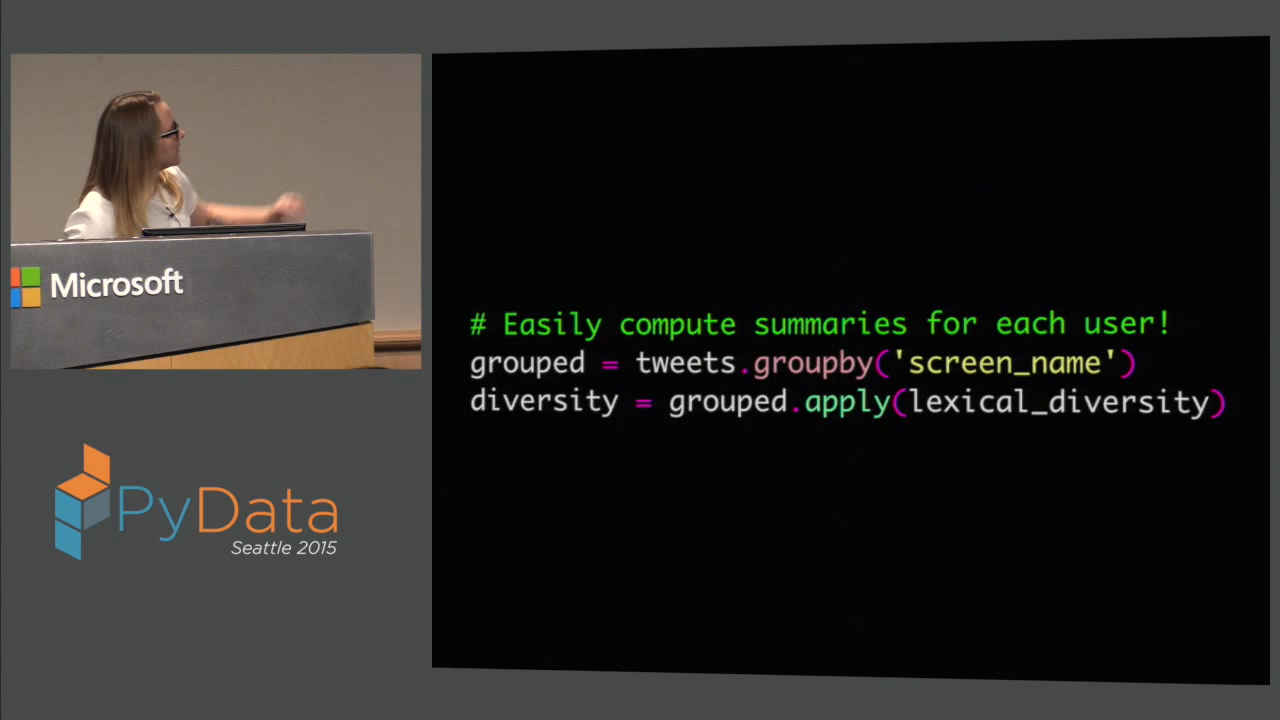 Microsoft
# Easily compute summaries for each user!
grouped = tweets.groupby('screen_name')
diversity = grouped.apply(lexical_diversity)
PyData
Seattle 2015